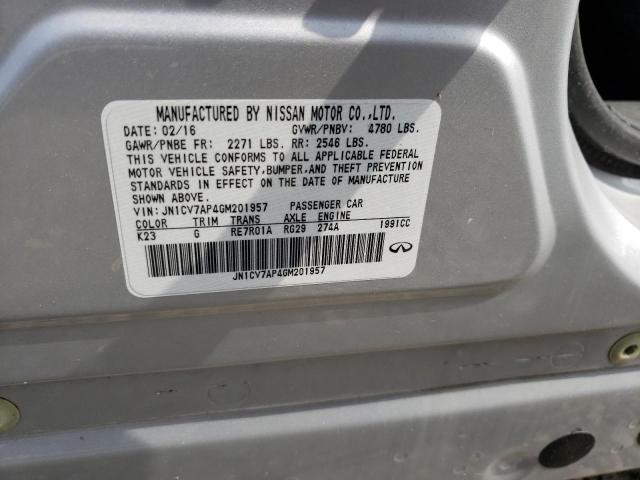 MANUFACTURED BY NISSAN MOTOR CO.,LTD.
DATE: 02/16 GVWR/PNBV: 4780 LBS.
GAWR/PNBE FR: 2271 LBS. RR: 2546 LBS.
THIS VEHICLE CONFORMS TO ALL APPLICABLE FEDERAL
MOTOR VEHICLE SAFETY,BUMPER,AND THEFT PREVENTION
STANDARDS IN EFFECT ON THE DATE OF MANUFACTURE
SHOWN ABOVE.
VIN: JN1CV7AP4GM201957 PASSENGER CAR
COLOR TRIM TRANS AXLE ENGINE
K23 G RE7R01A RG29 274A 1991CC
JN1CV7AP4GM201957